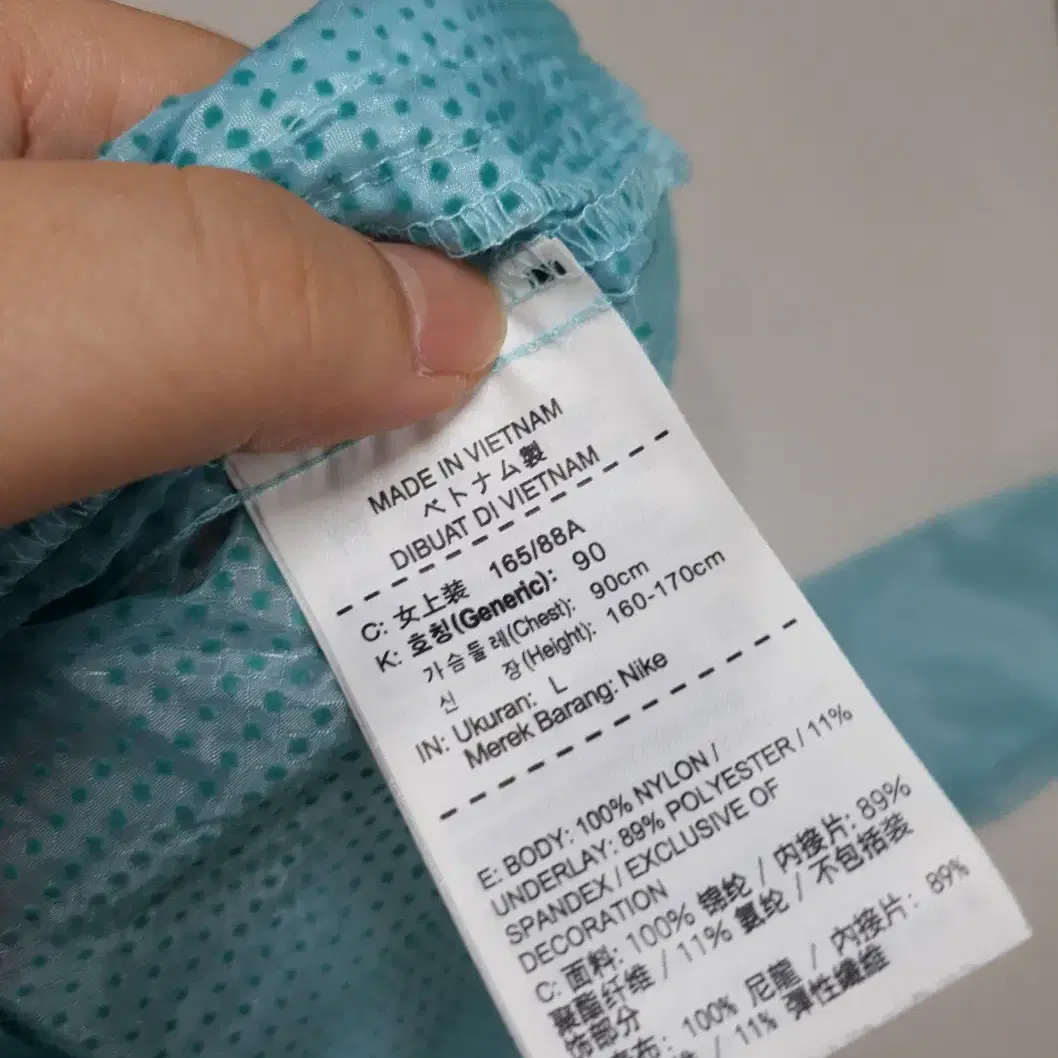 MADE IN VIETNAM
ベトナム製
DIBUAT DI VIETNAM
C: 女上装 165/88A
K: 호칭(Generic): 90
가슴둘레(Chest): 90cm
신 장(Height): 160-170cm
IN: Ukuran: L
Merek Barang: Nike
E: BODY: 100% NYLON /
UNDERLAY: 89% POLYESTER / 11%
SPANDEX / EXCLUSIVE OF
DECORATION
C: 面料: 100% 锦纶 / 内接片: 89%
聚酯纤维 / 11% 氨纶 / 不包括装
饰部分
100% 尼龍 / 內接片: 89%
/ 11% 彈性纖維